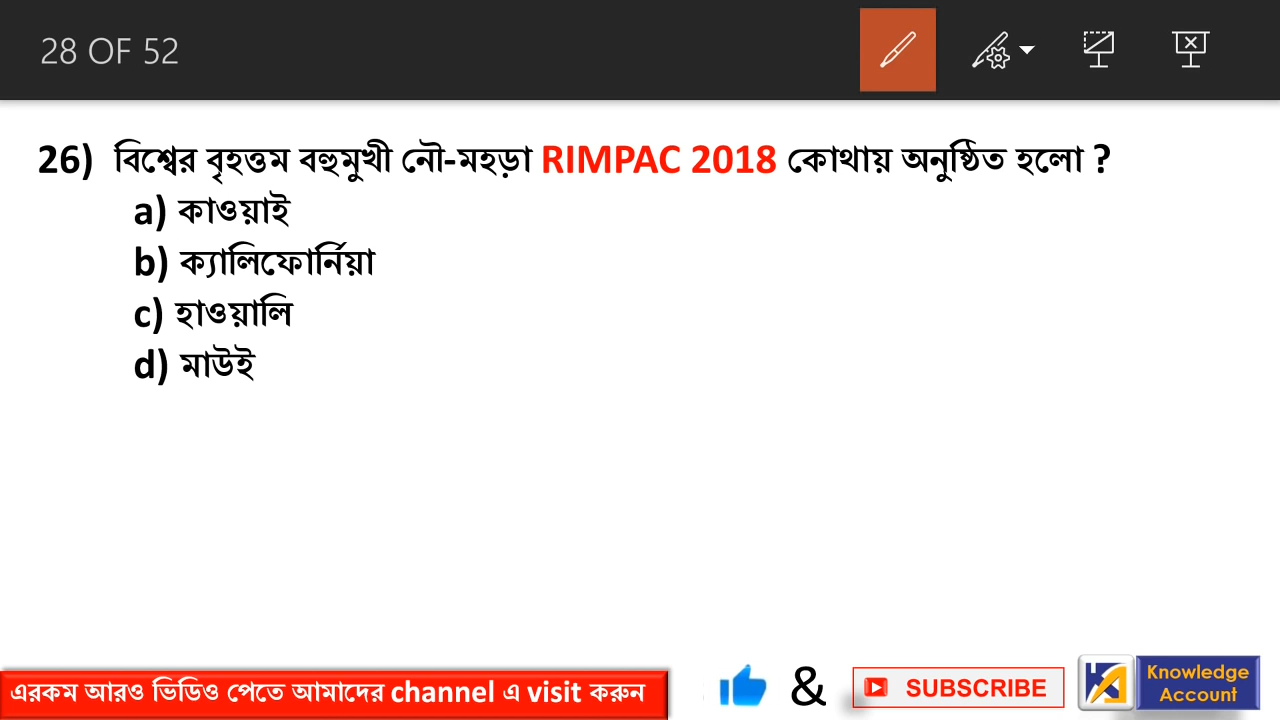 28 OF 52
26) বিশ্বের বৃহত্তম বহুমুখী নৌ-মহড়া RIMPAC 2018 কোথায় অনুষ্ঠিত হলো ?
a) কাওয়াই
b) ক্যালিফোর্নিয়া
c) হাওয়ালি
d) মাউই
এরকম আরও ভিডিও পেতে আমাদের channel এ visit করুন
& SUBSCRIBE
Knowledge
Account